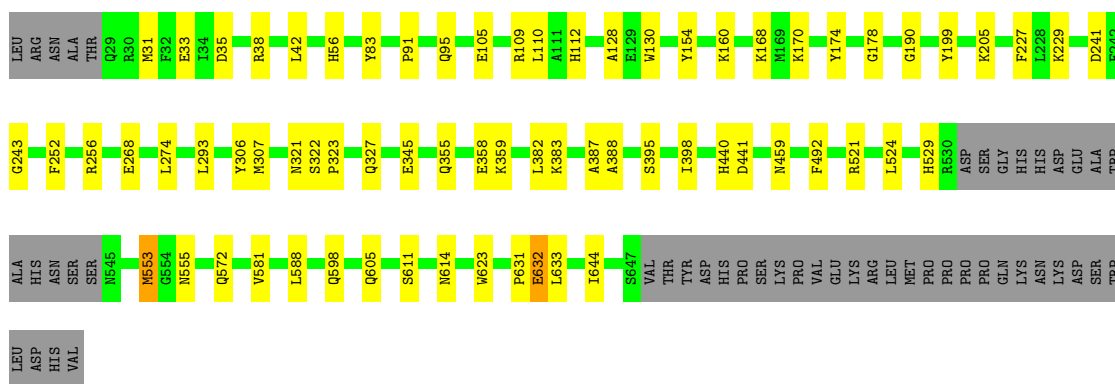 LEU ARG ASN ALA THR Q29 R30 M31 F32 E33 I34 D35 R38 L42 H56 Y83 P91 Q95 E105 R109 L110 A111 H112 A128 E129 W130 Y154 K160 K168 M169 K170 Y174 G178 G190 Y199 K205 F227 L228 K229 D241
G243 F252 R256 E268 L274 L293 Y306 M307 N321 S322 P323 Q327 E345 Q355 E358 K359 L382 K383 A387 A388 S395 I398 H440 D441 N459 F492 R521 L524 H529 R530 ASP SER GLY HIS HIS ASP GLU ALA TRP
ALA HIS ASN SER SER N545 M553 G554 N555 Q572 V581 L588 Q598 Q605 S611 N614 W623 P631 E632 L633 I644 S647 VAL THR TYR ASP HIS PRO SER LYS PRO VAL GLU LYS ARG LEU MET PRO PRO PRO PRO GLN LYS ASN LYS ASP SER TRP
LEU ASP HIS VAL